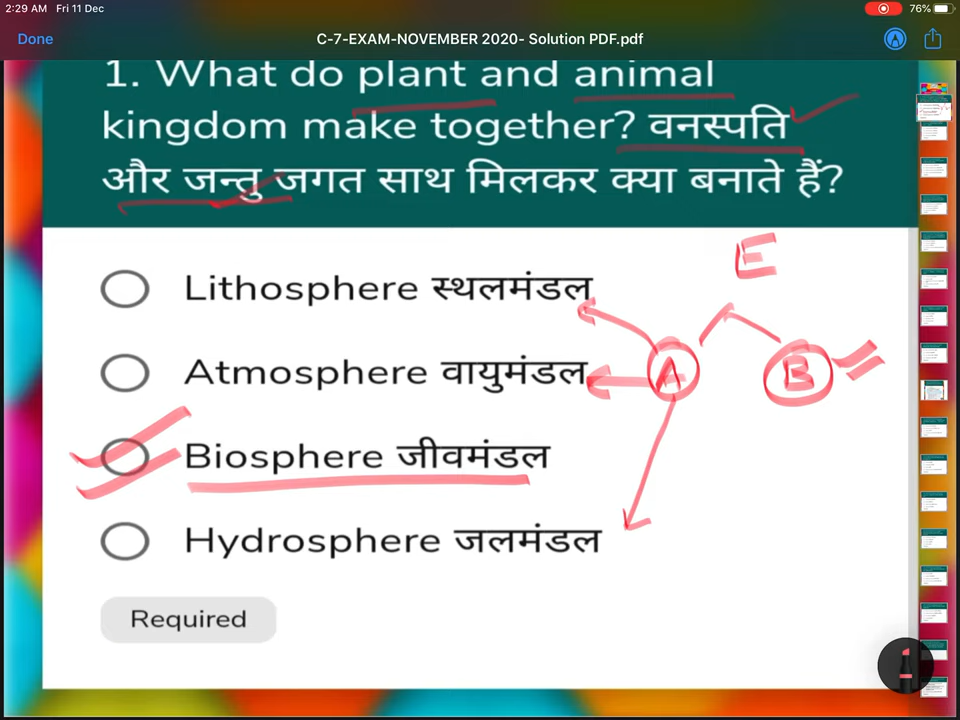 2:29 AM Fri 11 Dec
76%
Done
C-7-EXAM-NOVEMBER 2020- Solution PDF.pdf
1. What do plant and animal
kingdom make together? वनस्पति
और जन्तु जगत साथ मिलकर क्या बनाते हैं?
E
Lithosphere स्थलमंडल
Atmosphere वायुमंडल
A
B
Biosphere जीवमंडल
Hydrosphere जलमंडल
Required